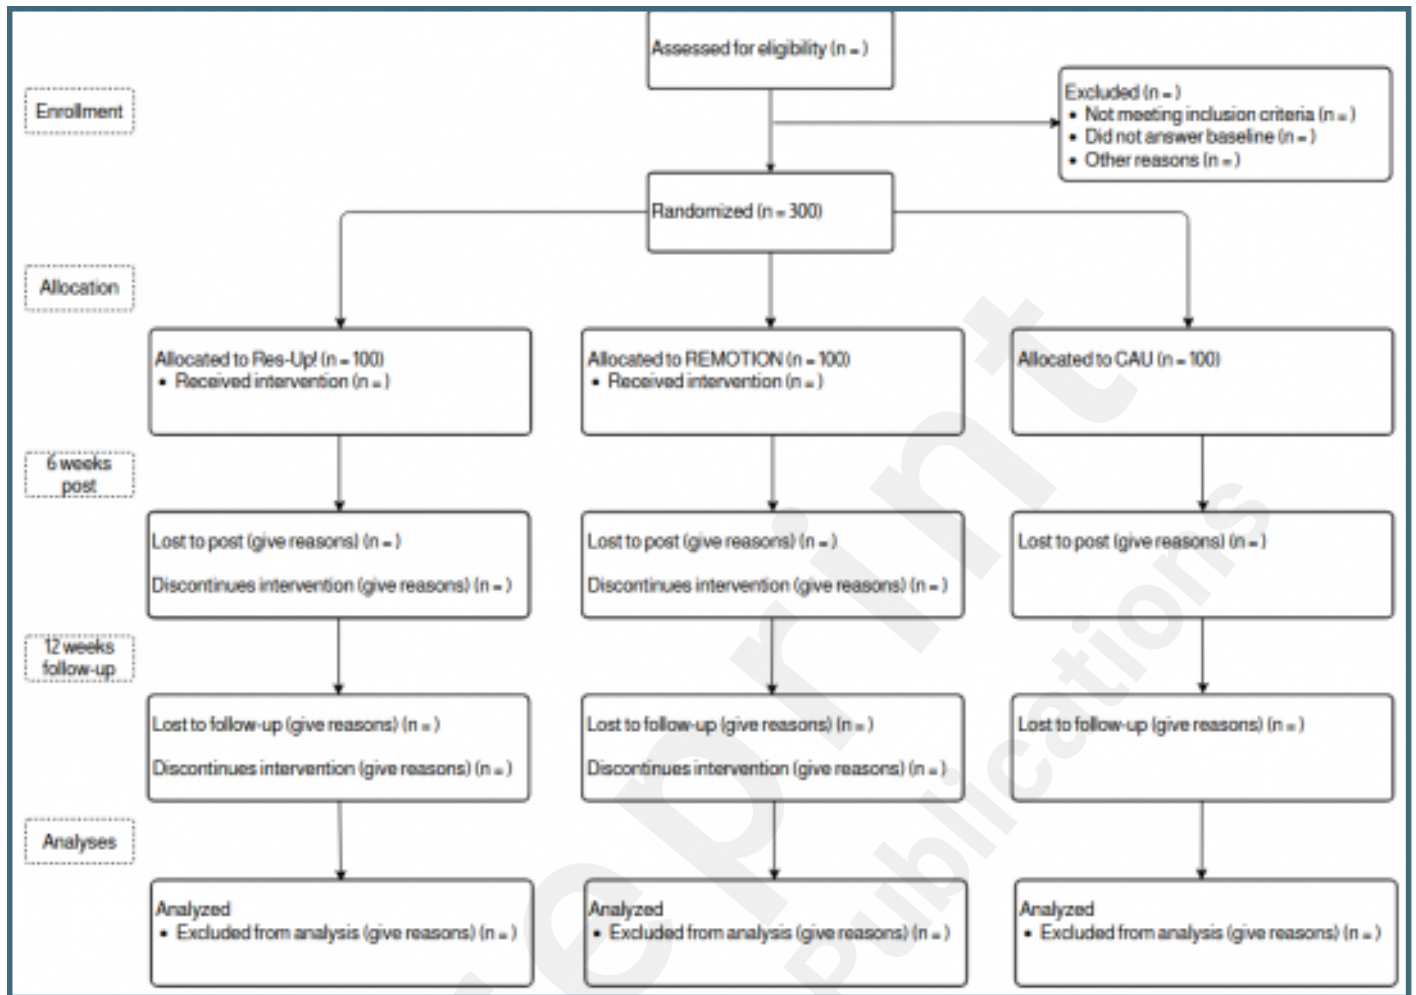 Assessed for eligibility (n = )
Enrollment
Excluded (n = )
• Not meeting inclusion criteria (n = )
• Did not answer baseline (n = )
• Other reasons (n = )
Randomized (n = 300)
Allocation
Allocated to Res-Up! (n = 100)
• Received intervention (n = )
Allocated to REMOTION (n = 100)
• Received intervention (n = )
Allocated to CAU (n = 100)
6 weeks
post
Lost to post (give reasons) (n = )
Discontinues intervention (give reasons) (n = )
Lost to post (give reasons) (n = )
Discontinues intervention (give reasons) (n = )
Lost to post (give reasons) (n = )
12 weeks
follow-up
Lost to follow-up (give reasons) (n = )
Discontinues intervention (give reasons) (n = )
Lost to follow-up (give reasons) (n = )
Discontinues intervention (give reasons) (n = )
Lost to follow-up (give reasons) (n = )
Analyses
Analyzed
• Excluded from analysis (give reasons) (n = )
Analyzed
• Excluded from analysis (give reasons) (n = )
Analyzed
• Excluded from analysis (give reasons) (n = )
eprint
Publications